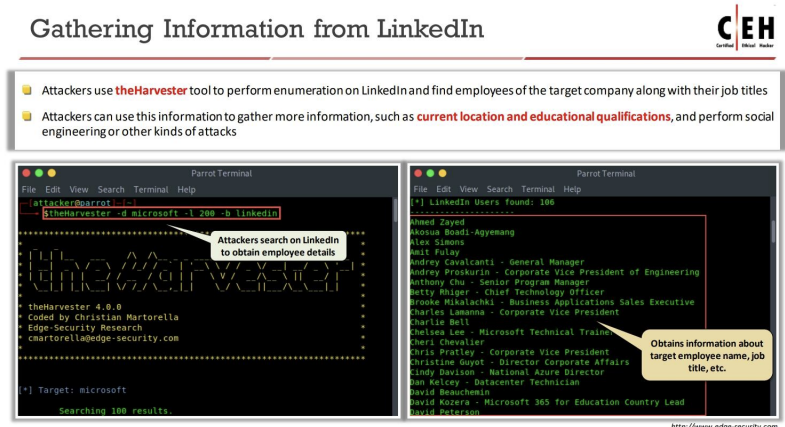 Gathering Information from LinkedIn
CEH
Certified Ethical Hacker
Attackers use theHarvester tool to perform enumeration on LinkedIn and find employees of the target company along with their job titles
Attackers can use this information to gather more information, such as current location and educational qualifications, and perform social
engineering or other kinds of attacks
Parrot Terminal
File Edit View Search Terminal Help
[attacker@parrot]-[~]
$theHarvester -d microsoft -l 200 -b linkedin
Attackers search on LinkedIn
to obtain employee details
*******************************************************************
theHarvester
* theHarvester 4.0.0
* Coded by Christian Martorella
* Edge-Security Research
* cmartorella@edge-security.com
*******************************************************************
[*] Target: microsoft
Searching 100 results.
Parrot Terminal
File Edit View Search Terminal Help
[*] LinkedIn Users found: 106
---------------------
Ahmed Zayed
Akosua Boadi-Agyemang
Alex Simons
Amit Fulay
Andrey Cavalcanti - General Manager
Andrey Proskurin - Corporate Vice President of Engineering
Anthony Chu - Senior Program Manager
Betty Rhiger - Chief Technology Officer
Brooke Mikalachki - Business Applications Sales Executive
Charles Lamanna - Corporate Vice President
Charlie Bell
Chelsea Lee - Microsoft Technical Trainer
Cheri Chevalier
Chris Pratley - Corporate Vice President
Christine Guyot - Director Corporate Affairs
Cindy Davison - National Azure Director
Dan Kelcey - Datacenter Technician
David Beauchemin
David Kozera - Microsoft 365 for Education Country Lead
David Peterson
Obtains information about
target employee name, job
title, etc.
http://www.edge-security.com